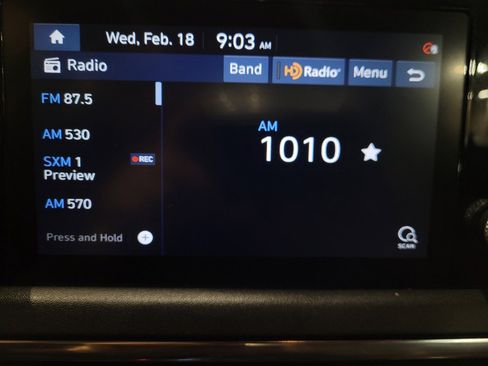 Wed, Feb. 18 9:03 AM
Radio Band HD Radio Menu
FM 87.5
AM 530
SXM 1
Preview
REC
AM 570
Press and Hold
AM
1010
SCAN